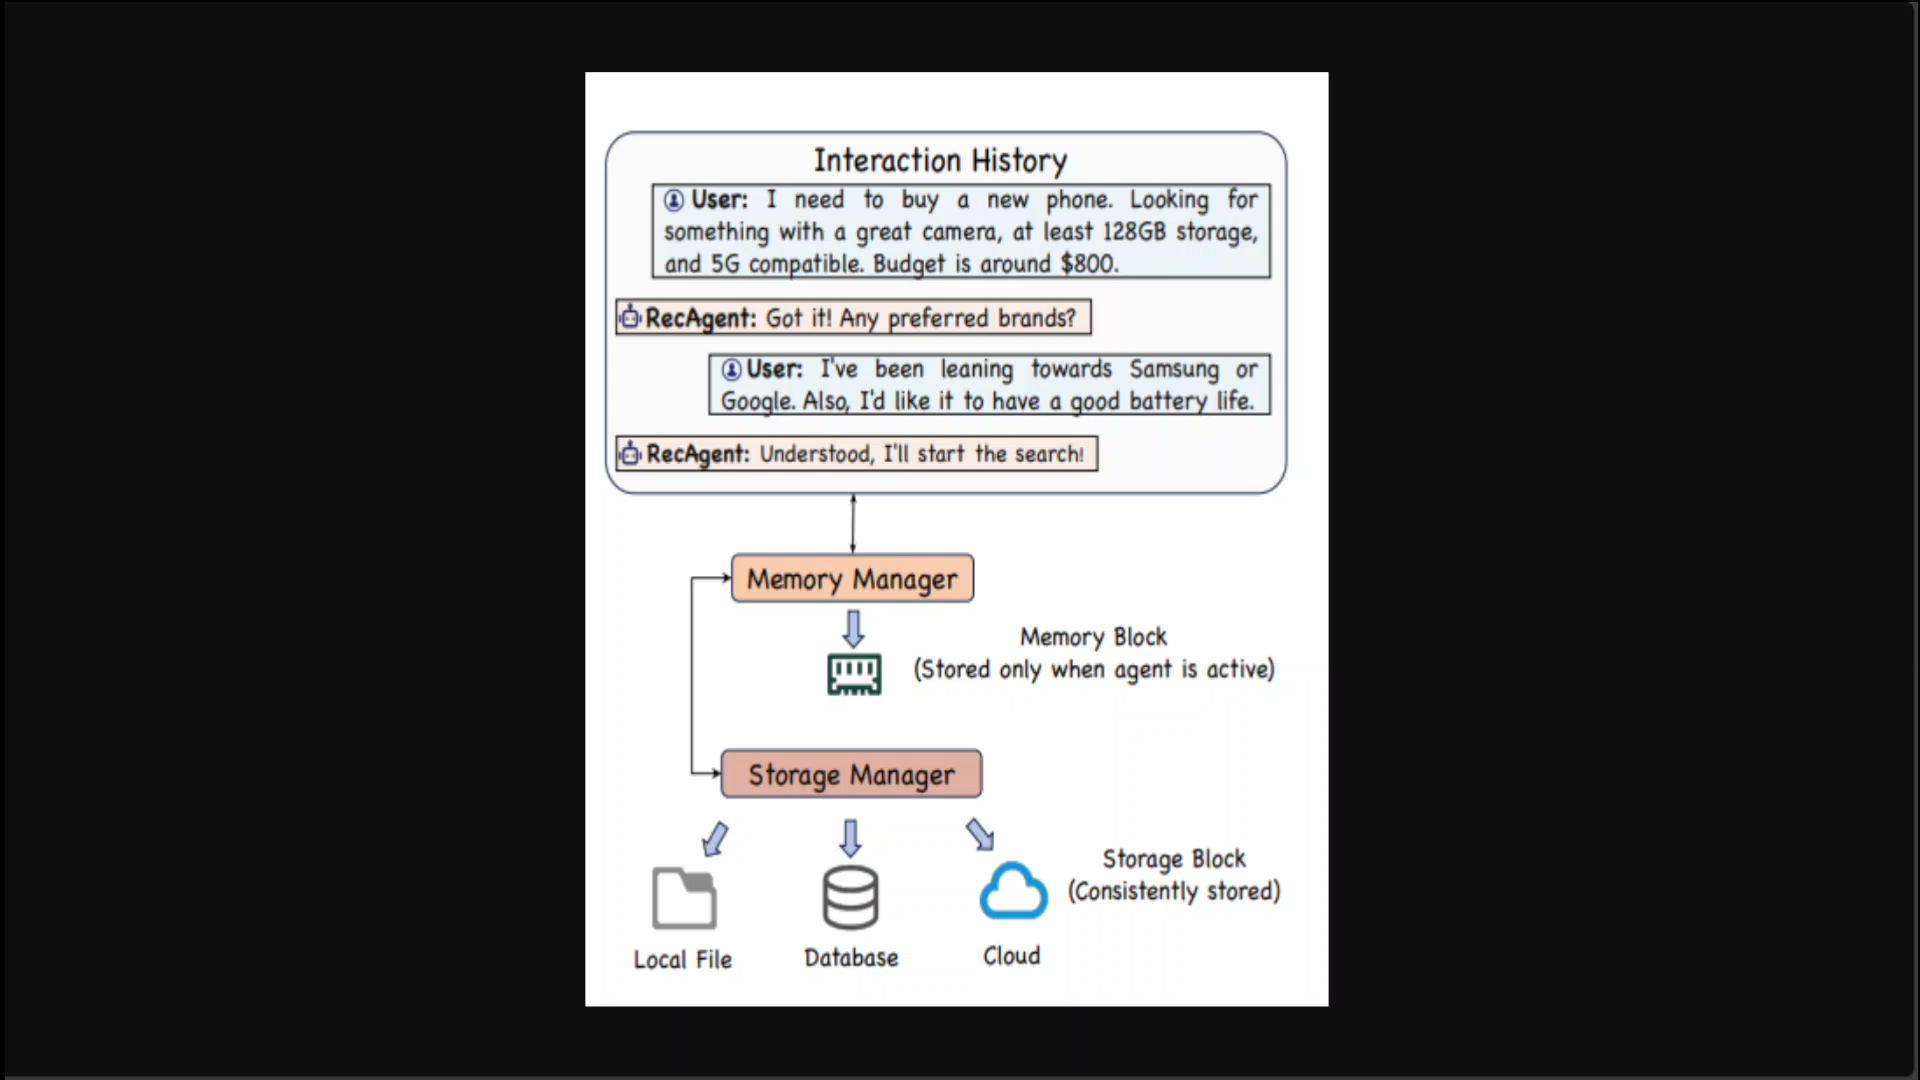 Interaction History
User: I need to buy a new phone. Looking for
something with a great camera, at least 128GB storage,
and 5G compatible. Budget is around $800.
RecAgent: Got it! Any preferred brands?
User: I've been leaning towards Samsung or
Google. Also, I'd like it to have a good battery life.
RecAgent: Understood, I'll start the search!
Memory Manager
Memory Block
(Stored only when agent is active)
Storage Manager
Storage Block
(Consistently stored)
Local File
Database
Cloud